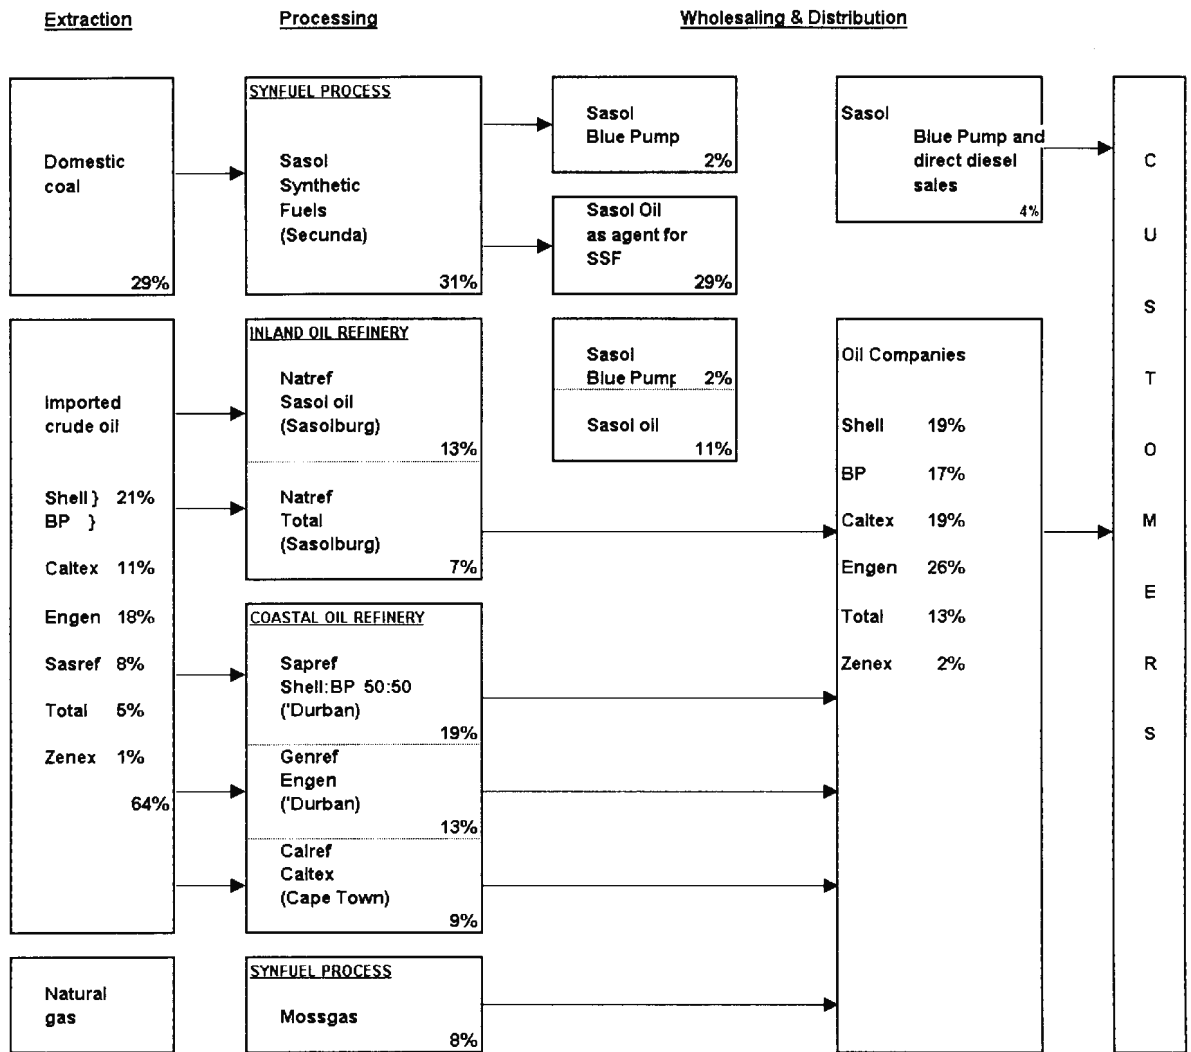 Extraction
Processing
Wholesaling & Distribution
Domestic
coal
29%
SYNFUEL PROCESS
Sasol
Synthetic
Fuels
(Secunda)
31%
Sasol
Blue Pump
2%
Sasol Oil
as agent for
SSF
29%
Sasol
Blue Pump and
direct diesel
sales
4%
Imported
crude oil
Shell } 21%
BP }
Caltex 11%
Engen 18%
Sasref 8%
Total 5%
Zenex 1%
64%
INLAND OIL REFINERY
Natref
Sasol oil
(Sasolburg)
13%
Natref
Total
(Sasolburg)
7%
Sasol
Blue Pump 2%
Sasol oil
11%
COASTAL OIL REFINERY
Sapref
Shell:BP 50:50
('Durban)
19%
Genref
Engen
('Durban)
13%
Calref
Caltex
(Cape Town)
9%
Oil Companies
Shell 19%
BP 17%
Caltex 19%
Engen 26%
Total 13%
Zenex 2%
Natural
gas
SYNFUEL PROCESS
Mossgas
8%
C
U
S
T
O
M
E
R
S